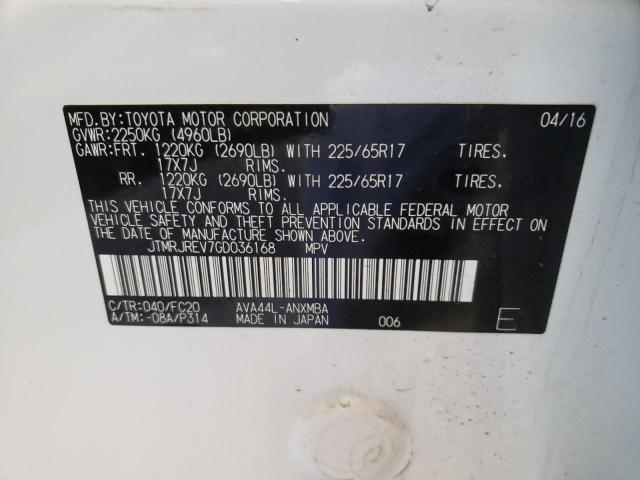 MFD.BY:TOYOTA MOTOR CORPORATION 04/16
GVWR:2250KG (4960LB)
GAWR:FRT. 1220KG (2690LB) WITH 225/65R17 TIRES.
17X7J RIMS.
RR. 1220KG (2690LB) WITH 225/65R17 TIRES.
17X7J RIMS.
THIS VEHICLE CONFORMS TO ALL APPLICABLE FEDERAL MOTOR
VEHICLE SAFETY AND THEFT PREVENTION STANDARDS IN EFFECT ON
THE DATE OF MANUFACTURE SHOWN ABOVE.
JTMRJREV7GD036168 MPV
C/TR:040/FC20 AVA44L-ANXMBA
A/TM:-08A/P314 MADE IN JAPAN 006 E